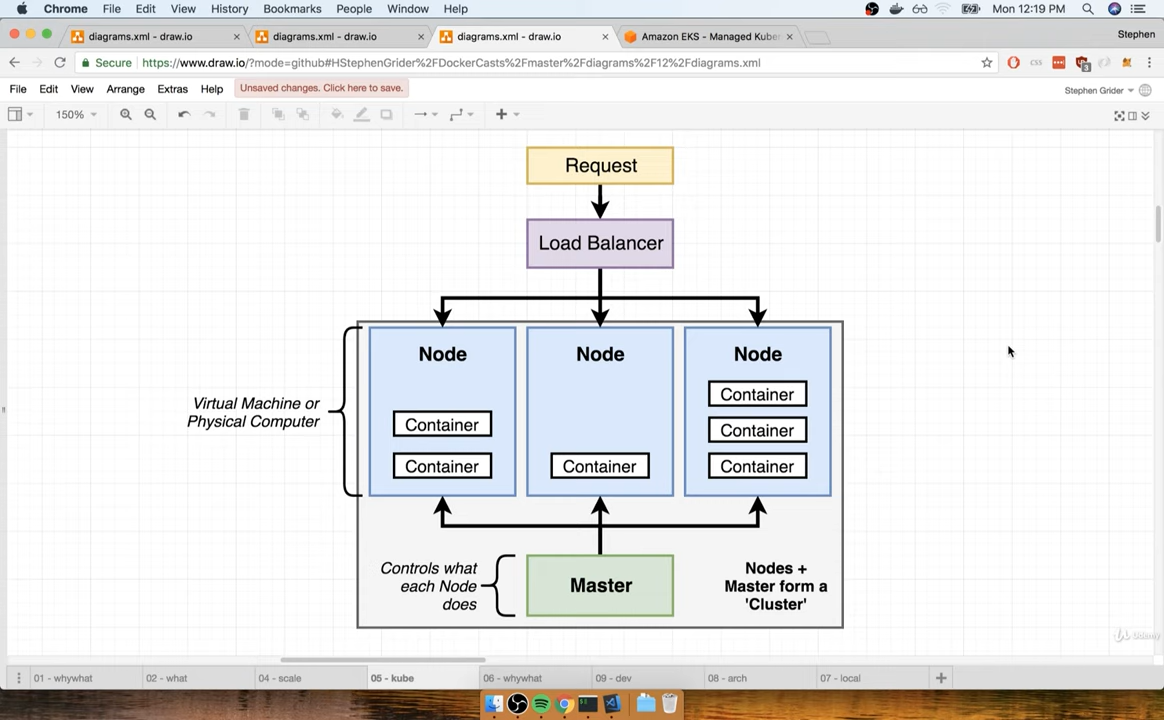 Chrome File Edit View History Bookmarks People Window Help Mon 12:19 PM
diagrams.xml - draw.io diagrams.xml - draw.io diagrams.xml - draw.io Amazon EKS - Managed Kuber Stephen
Secure https://www.draw.io/?mode=github#HStephenGrider%2FDockerCasts%2Fmaster%2Fdiagrams%2F12%2Fdiagrams.xml
File Edit View Arrange Extras Help Unsaved changes. Click here to save. Stephen Grider
150%
Request
Load Balancer
Node Node Node
Container
Virtual Machine or
Physical Computer
Container Container
Container Container Container
Controls what
each Node
does
Master
Nodes +
Master form a
'Cluster'
Udemy
01 - whywhat 02 - what 04 - scale 05 - kube 06 - whywhat 09 - dev 08 - arch 07 - local